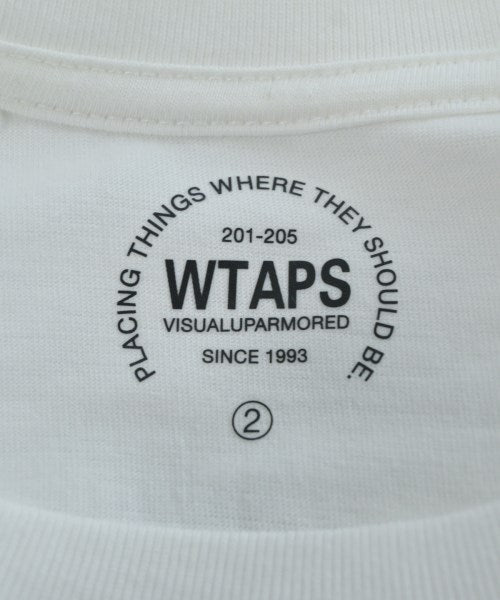 PLACING THINGS WHERE THEY SHOULD BE.
201-205
WTAPS
VISUALUPARMORED
SINCE 1993
2